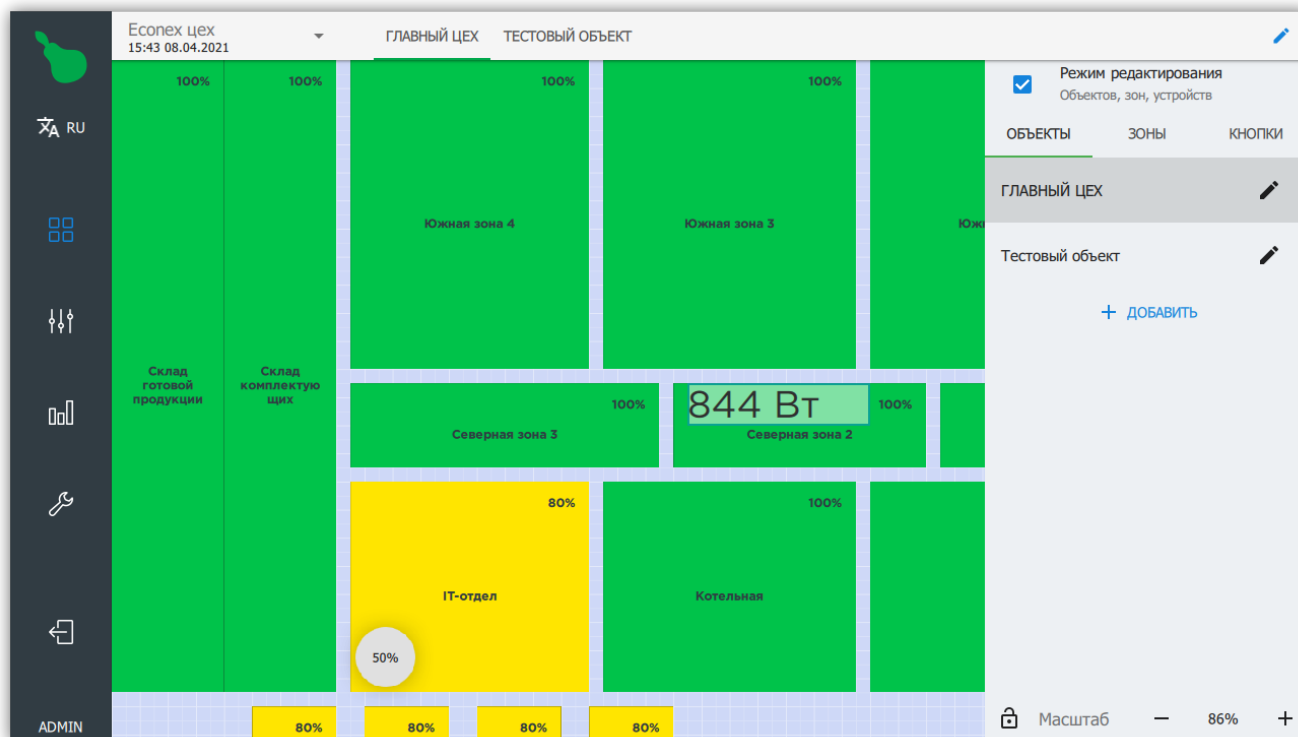 Econex цех
15:43 08.04.2021
ГЛАВНЫЙ ЦЕХ
ТЕСТОВЫЙ ОБЪЕКТ
RU
ADMIN
100%
Склад
готовой
продукции
100%
Склад
комплектую
щих
100%
Южная зона 4
100%
Южная зона 3
100%
Северная зона 3
844 Вт
100%
Северная зона 2
80%
IT-отдел
50%
100%
Котельная
80%
80%
80%
80%
Режим редактирования
Объектов, зон, устройств
ОБЪЕКТЫ
ЗОНЫ
КНОПКИ
ГЛАВНЫЙ ЦЕХ
Тестовый объект
+ ДОБАВИТЬ
Масштаб − 86% +